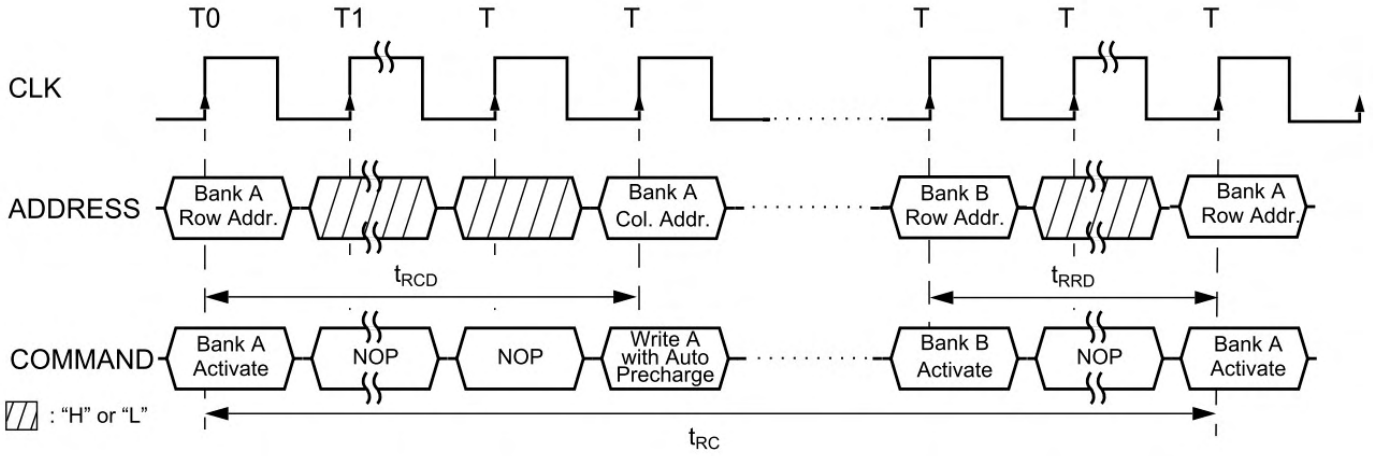 T0 T1 T T T T T
CLK
ADDRESS
Bank A
Row Addr.
Bank A
Col. Addr.
Bank B
Row Addr.
Bank A
Row Addr.
tRCD
tRRD
COMMAND
Bank A
Activate
NOP
NOP
Write A
with Auto
Precharge
Bank B
Activate
NOP
Bank A
Activate
: “H” or “L”
tRC